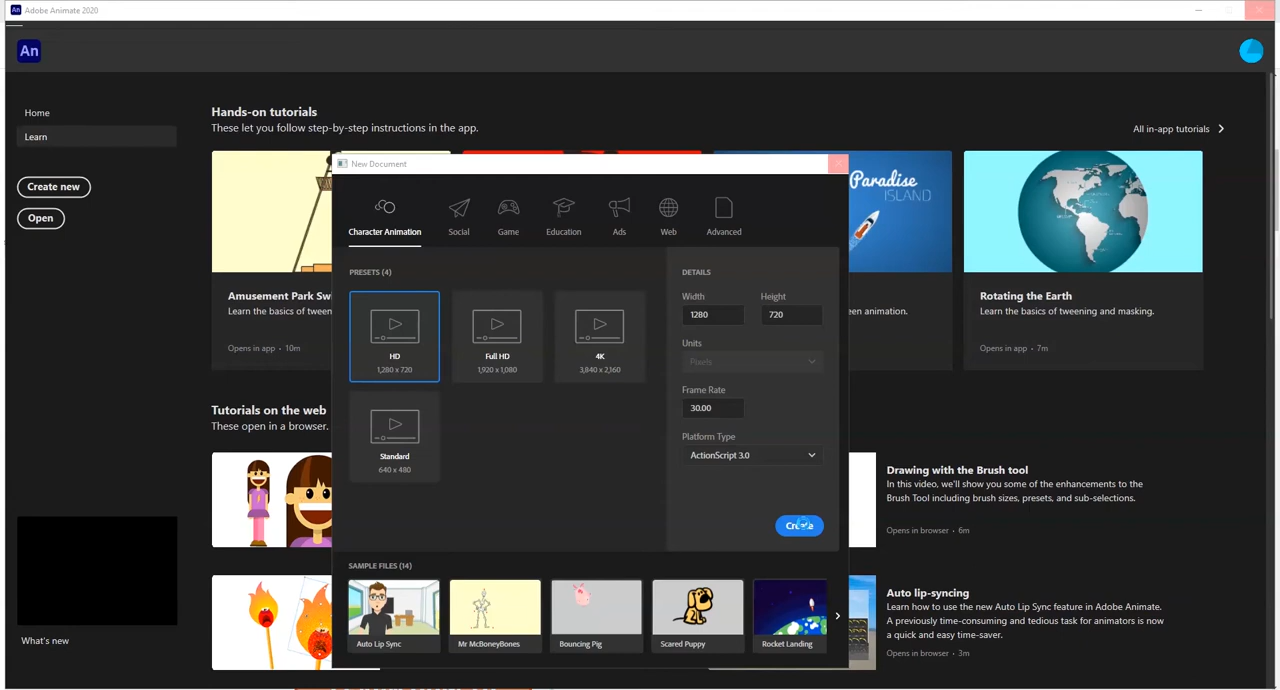 An Adobe Animate 2020
An
Home
Learn
Create new
Open
What's new
Hands-on tutorials
These let you follow step-by-step instructions in the app.
All in-app tutorials
Paradise
ISLAND
Amusement Park Sw
Learn the basics of tween
Opens in app • 10m
een animation.
Rotating the Earth
Learn the basics of tweening and masking.
Opens in app • 7m
Tutorials on the web
These open in a browser.
Drawing with the Brush tool
In this video, we'll show you some of the enhancements to the
Brush Tool including brush sizes, presets, and sub-selections.
Opens in browser • 6m
Auto lip-syncing
Learn how to use the new Auto Lip Sync feature in Adobe Animate.
A previously time-consuming and tedious task for animators is now
a quick and easy time-saver.
Opens in browser • 3m
New Document
Character Animation
Social
Game
Education
Ads
Web
Advanced
PRESETS (4)
HD
1,280 x 720
Full HD
1,920 x 1,080
4K
3,840 x 2,160
Standard
640 x 480
DETAILS
Width
Height
1280
720
Units
Pixels
Frame Rate
30.00
Platform Type
ActionScript 3.0
Create
SAMPLE FILES (14)
Auto Lip Sync
Mr McBoneyBones
Bouncing Pig
Scared Puppy
Rocket Landing